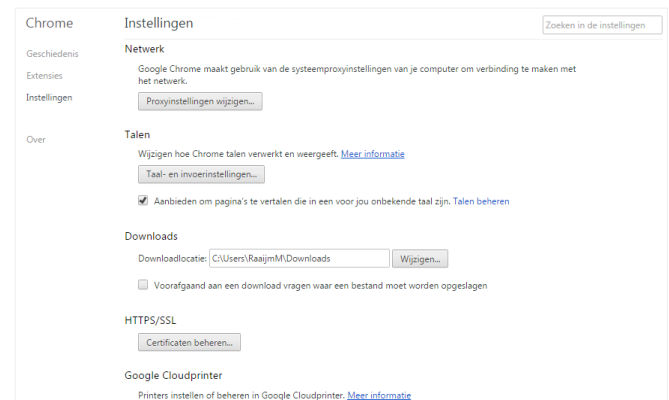 Chrome
Instellingen
Zoeken in de instellingen
Geschiedenis
Extensies
Instellingen
Over
Netwerk
Google Chrome maakt gebruik van de systeemproxyinstellingen van je computer om verbinding te maken met
het netwerk.
Proxyinstellingen wijzigen...
Talen
Wijzigen hoe Chrome talen verwerkt en weergeeft. Meer informatie
Taal- en invoerinstellingen...
Aanbieden om pagina's te vertalen die in een voor jou onbekende taal zijn. Talen beheren
Downloads
Downloadlocatie: C:\Users\RaaijmM\Downloads Wijzigen...
Voorafgaand aan een download vragen waar een bestand moet worden opgeslagen
HTTPS/SSL
Certificaten beheren...
Google Cloudprinter
Printers instellen of beheren in Google Cloudprinter. Meer informatie